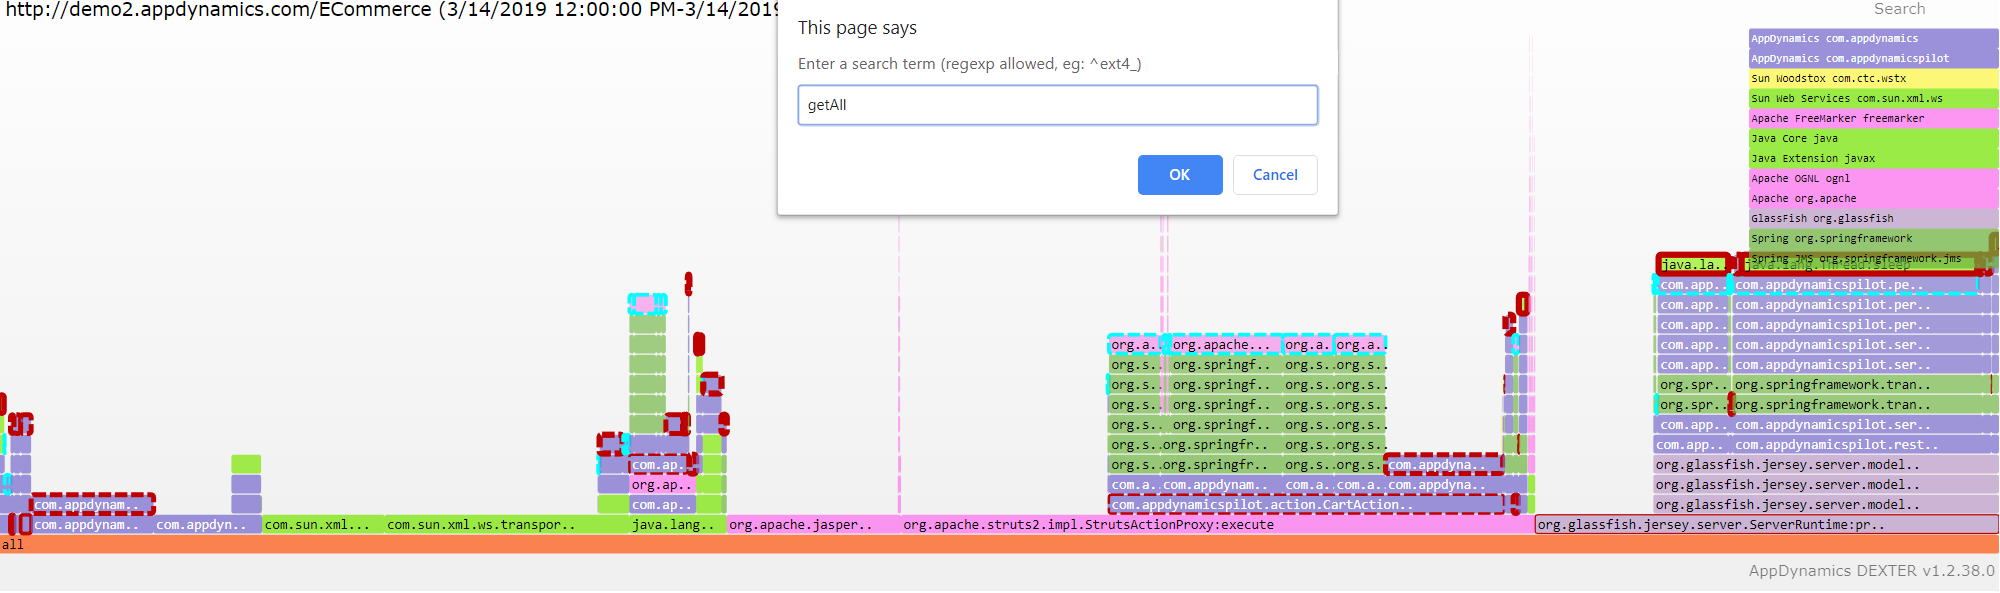 http://demo2.appdynamics.com/ECommerce (3/14/2019 12:00:00 PM-3/14/2019
Search
This page says
Enter a search term (regexp allowed, eg: ^ext4_)
getAll
OK Cancel
AppDynamics com.appdynamics
AppDynamics com.appdynamicspilot
Sun Woodstox com.ctc.wstx
Sun Web Services com.sun.xml.ws
Apache FreeMarker freemarker
Java Core java
Java Extension javax
Apache OGNL ognl
Apache org.apache
GlassFish org.glassfish
Spring org.springframework
Spring JMS org.springframework.jms
java.la.. java.lang.Thread:sleep
com.app.. com.appdynamicspilot.pe..
com.app.. com.appdynamicspilot.per..
com.app.. com.appdynamicspilot.per..
org.a.. org.apache... org.a.. org.a.. com.app.. com.appdynamicspilot.ser..
org.s.. org.springf.. org.s.. org.s.. com.app.. com.appdynamicspilot.ser..
org.s.. org.springf.. org.s.. org.s.. org.spr.. org.springframework.tran..
org.s.. org.springf.. org.s.. org.s.. org.spr.. org.springframework.tran..
org.s.. org.springf.. org.s.. org.s.. com.app.. com.appdynamicspilot.ser..
org.s.. org.springfr.. org.s.. org.s.. com.app.. com.appdynamicspilot.rest..
com.ap.. org.s.. org.springfr.. org.s.. org.s.. com.appdyna.. org.glassfish.jersey.server.model..
org.ap.. com.a.. com.appdynam.. com.a.. com.a.. com.appdyna.. org.glassfish.jersey.server.model..
com.appdynam.. com.ap.. com.appdynamicspilot.action.CartAction.. org.glassfish.jersey.server.model..
com.appdynam.. com.appdyn.. com.sun.xml... com.sun.xml.ws.transpor.. java.lang.. org.apache.jasper.. org.apache.struts2.impl.StrutsActionProxy:execute org.glassfish.jersey.server.ServerRuntime:pr..
all
AppDynamics DEXTER v1.2.38.0